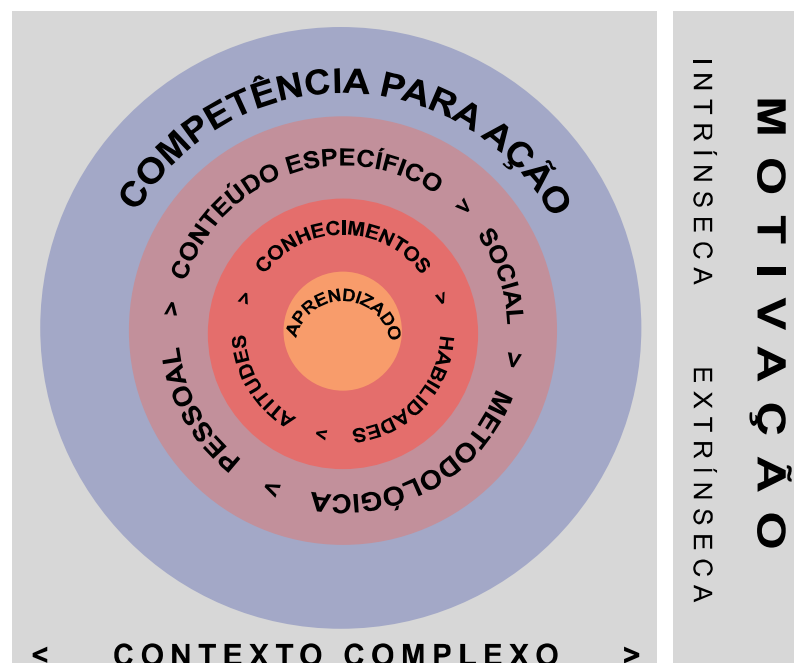 COMPETÊNCIA PARA AÇÃO
> CONTEÚDO ESPECÍFICO > SOCIAL > METODOLÓGICA > PESSOAL
> CONHECIMENTOS > HABILIDADES > ATITUDES
APRENDIZADO
< CONTEXTO COMPLEXO >
MOTIVAÇÃO
INTRÍNSECA EXTRÍNSECA